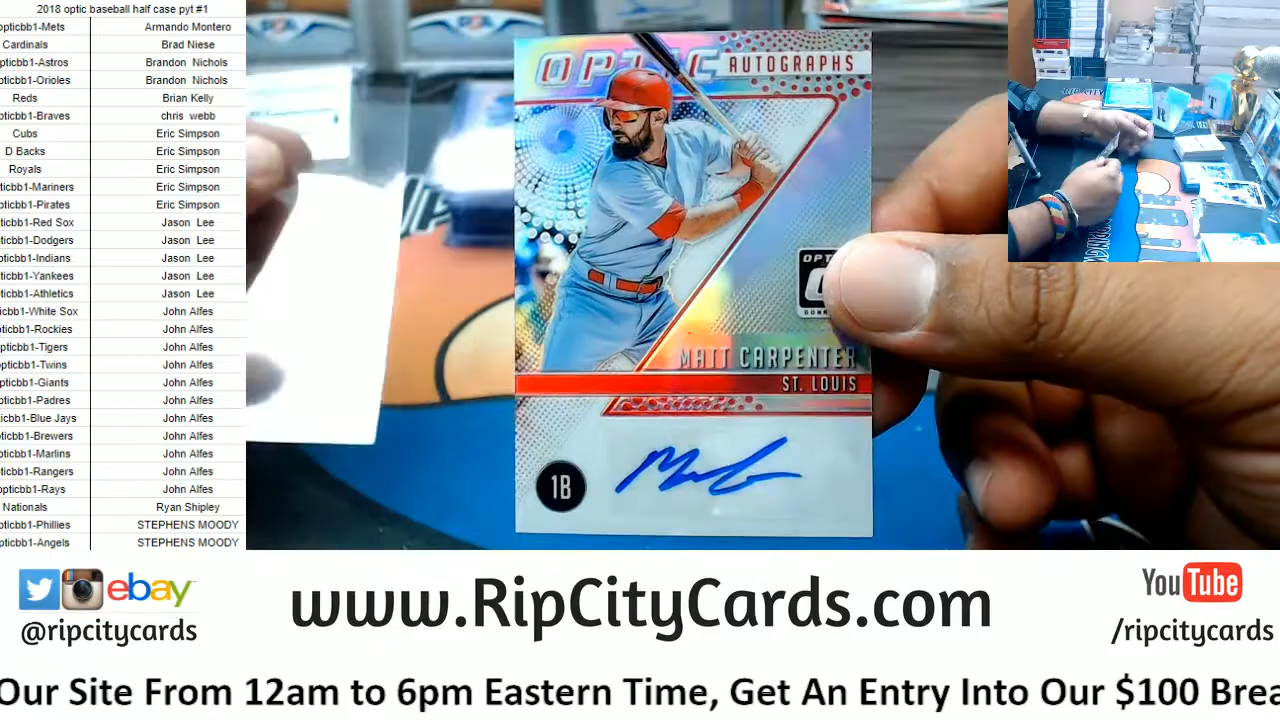 2018 optic baseball half case pyt #1
opticbb1-Mets Armando Montero
Cardinals Brad Niese
pticbb1-Astros Brandon Nichols
pticbb1-Orioles Brandon Nichols
Reds Brian Kelly
pticbb1-Braves chris webb
Cubs Eric Simpson
D Backs Eric Simpson
Royals Eric Simpson
ticbb1-Mariners Eric Simpson
ticbb1-Pirates Eric Simpson
ticbb1-Red Sox Jason Lee
ticbb1-Dodgers Jason Lee
ticbb1-Indians Jason Lee
ticbb1-Yankees Jason Lee
ticbb1-Athletics Jason Lee
icbb1-White Sox John Alfes
ticbb1-Rockies John Alfes
pticbb1-Tigers John Alfes
pticbb1-Twins John Alfes
pticbb1-Giants John Alfes
pticbb1-Padres John Alfes
icbb1-Blue Jays John Alfes
icbb1-Brewers John Alfes
ticbb1-Marlins John Alfes
ticbb1-Rangers John Alfes
opticbb1-Rays John Alfes
Nationals Ryan Shipley
pticbb1-Phillies STEPHENS MOODY
pticbb1-Angels STEPHENS MOODY
OPTIC AUTOGRAPHS
MATT CARPENTER
ST. LOUIS
1B
RIP CITY
R
T
ebay
@ripcitycards
www.RipCityCards.com
YouTube
/ripcitycards
Our Site From 12am to 6pm Eastern Time, Get An Entry Into Our $100 Brea